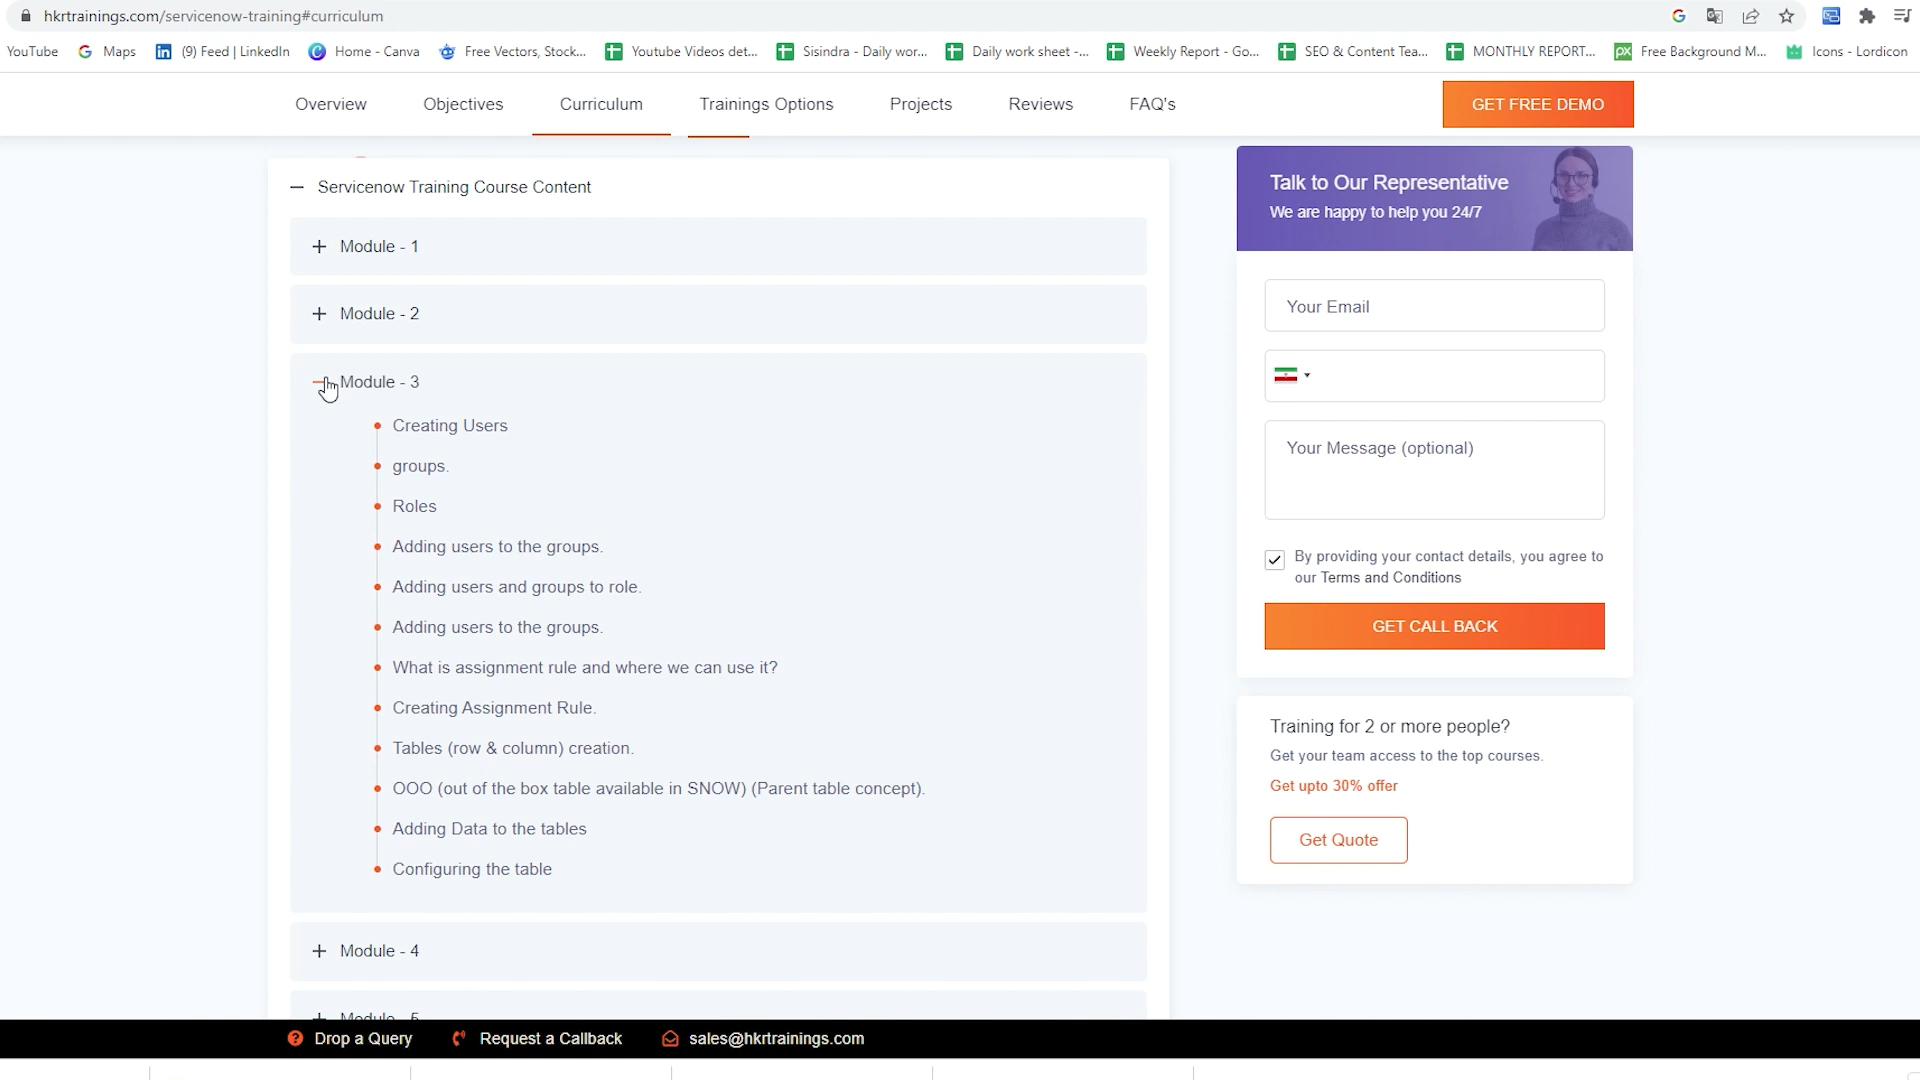 hkrtrainings.com/servicenow-training#curriculum
YouTube Maps (9) Feed | LinkedIn Home - Canva Free Vectors, Stock... Youtube Videos det... Sisindra - Daily wor... Daily work sheet -... Weekly Report - Go... SEO & Content Tea... MONTHLY REPORT... Free Background M... Icons - Lordicon
Overview Objectives Curriculum Trainings Options Projects Reviews FAQ's GET FREE DEMO
Servicenow Training Course Content
Module - 1
Module - 2
Module - 3
Creating Users
groups.
Roles
Adding users to the groups.
Adding users and groups to role.
Adding users to the groups.
What is assignment rule and where we can use it?
Creating Assignment Rule.
Tables (row & column) creation.
OOO (out of the box table available in SNOW) (Parent table concept).
Adding Data to the tables
Configuring the table
Module - 4
Module - 5
Talk to Our Representative
We are happy to help you 24/7
Your Email
Your Message (optional)
By providing your contact details, you agree to
our Terms and Conditions
GET CALL BACK
Training for 2 or more people?
Get your team access to the top courses.
Get upto 30% offer
Get Quote
Drop a Query Request a Callback sales@hkrtrainings.com